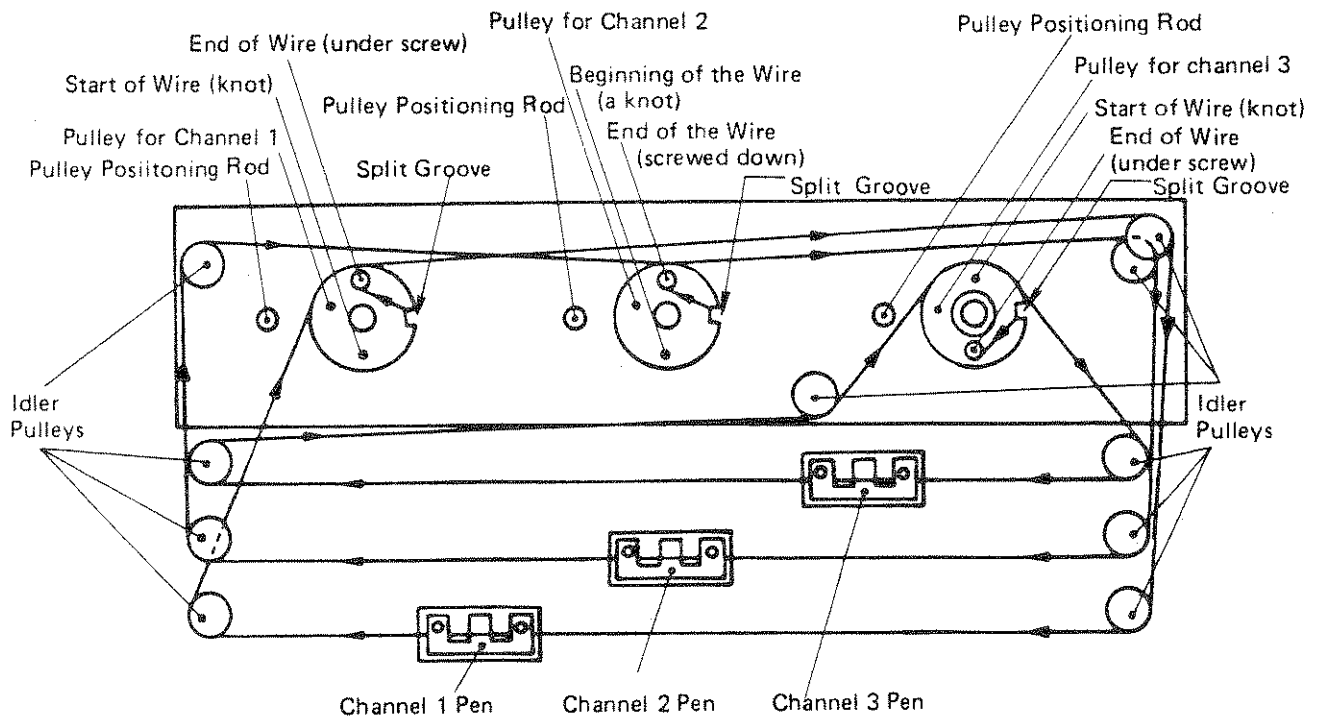 Pulley for Channel 2
Pulley Positioning Rod
End of Wire (under screw)
Beginning of the Wire
(a knot)
Pulley for channel 3
Start of Wire (knot)
Pulley Positioning Rod
Start of Wire (knot)
Pulley for Channel 1
End of the Wire
(screwed down)
End of Wire
(under screw)
Pulley Posiitoning Rod
Split Groove
Split Groove
Split Groove
Idler
Pulleys
Idler
Pulleys
Channel 1 Pen
Channel 2 Pen
Channel 3 Pen